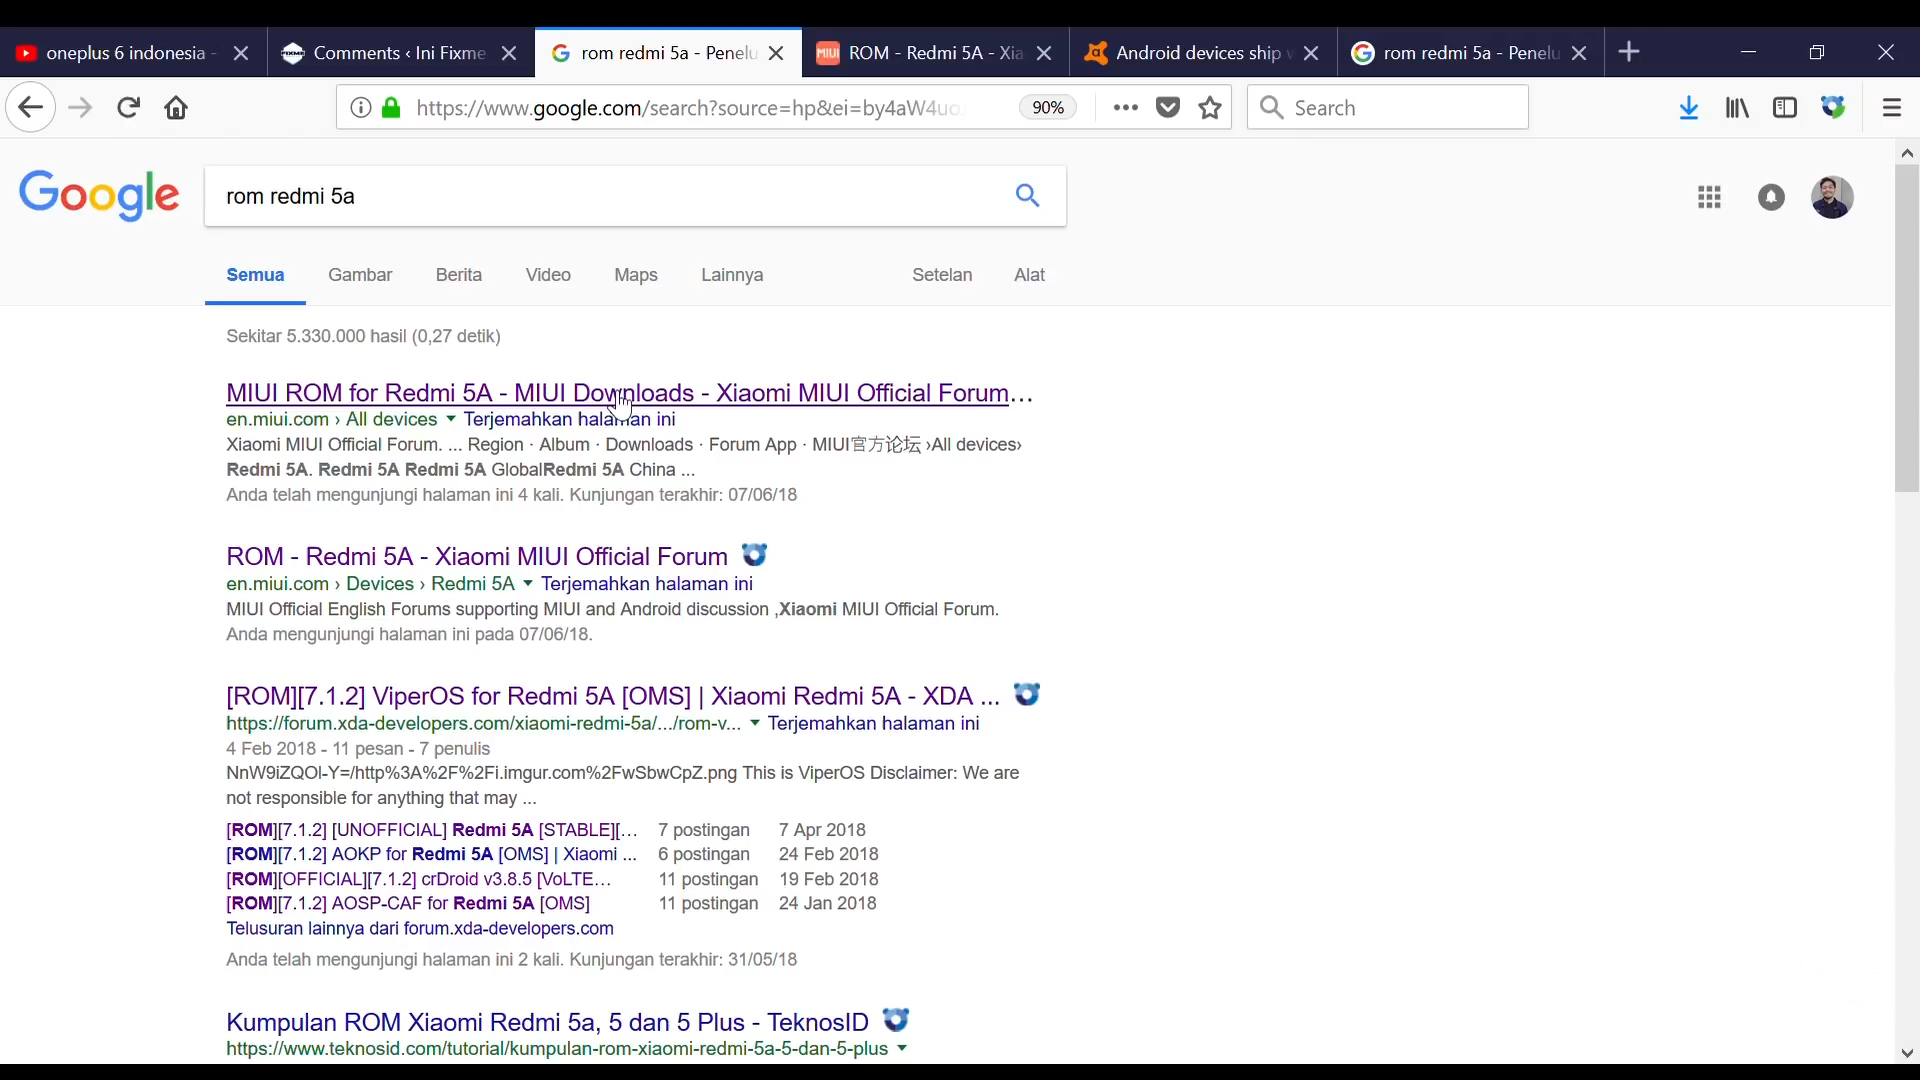 oneplus 6 indonesia -
Comments ‹ Ini Fixme
rom redmi 5a - Penelu
ROM - Redmi 5A - Xia
Android devices ship w
rom redmi 5a - Penelu
https://www.google.com/search?source=hp&ei=by4aW4uo
90%
Search
Google
rom redmi 5a
Semua Gambar Berita Video Maps Lainnya Setelan Alat
Sekitar 5.330.000 hasil (0,27 detik)
MIUI ROM for Redmi 5A - MIUI Downloads - Xiaomi MIUI Official Forum...
en.miui.com › All devices ▼ Terjemahkan halaman ini
Xiaomi MIUI Official Forum. ... Region · Album · Downloads · Forum App · MIUI官方论坛 ›All devices›
Redmi 5A. Redmi 5A Redmi 5A GlobalRedmi 5A China ...
Anda telah mengunjungi halaman ini 4 kali. Kunjungan terakhir: 07/06/18
ROM - Redmi 5A - Xiaomi MIUI Official Forum
en.miui.com › Devices › Redmi 5A ▼ Terjemahkan halaman ini
MIUI Official English Forums supporting MIUI and Android discussion ,Xiaomi MIUI Official Forum.
Anda mengunjungi halaman ini pada 07/06/18.
[ROM][7.1.2] ViperOS for Redmi 5A [OMS] | Xiaomi Redmi 5A - XDA ...
https://forum.xda-developers.com/xiaomi-redmi-5a/.../rom-v... ▼ Terjemahkan halaman ini
4 Feb 2018 - 11 pesan - 7 penulis
NnW9iZQOl-Y=/http%3A%2F%2Fi.imgur.com%2FwSbwCpZ.png This is ViperOS Disclaimer: We are
not responsible for anything that may ...
[ROM][7.1.2] [UNOFFICIAL] Redmi 5A [STABLE][... 7 postingan 7 Apr 2018
[ROM][7.1.2] AOKP for Redmi 5A [OMS] | Xiaomi ... 6 postingan 24 Feb 2018
[ROM][OFFICIAL][7.1.2] crDroid v3.8.5 [VoLTE... 11 postingan 19 Feb 2018
[ROM][7.1.2] AOSP-CAF for Redmi 5A [OMS] 11 postingan 24 Jan 2018
Telusuran lainnya dari forum.xda-developers.com
Anda telah mengunjungi halaman ini 2 kali. Kunjungan terakhir: 31/05/18
Kumpulan ROM Xiaomi Redmi 5a, 5 dan 5 Plus - TeknosID
https://www.teknosid.com/tutorial/kumpulan-rom-xiaomi-redmi-5a-5-dan-5-plus ▼